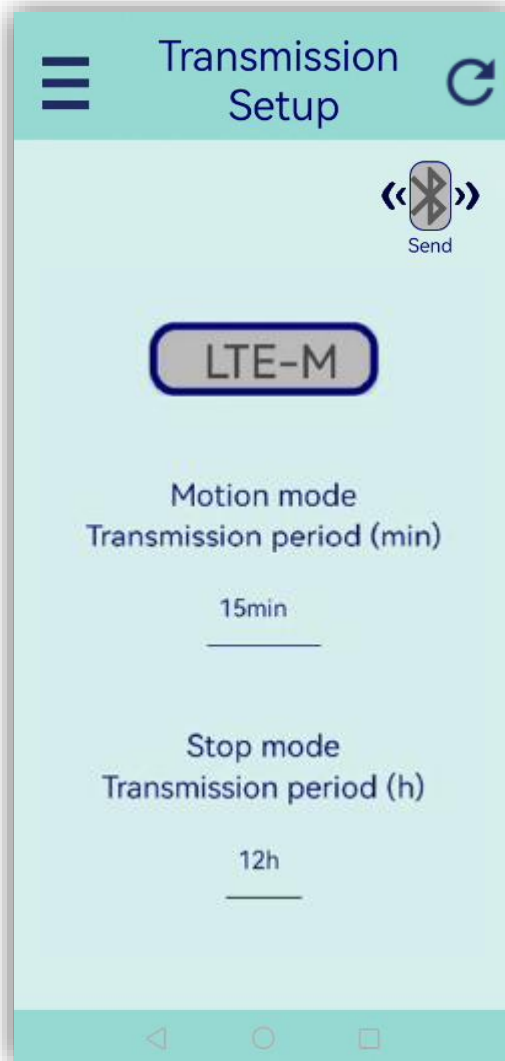 Transmission
Setup
Send
LTE-M
Motion mode
Transmission period (min)
15min
Stop mode
Transmission period (h)
12h